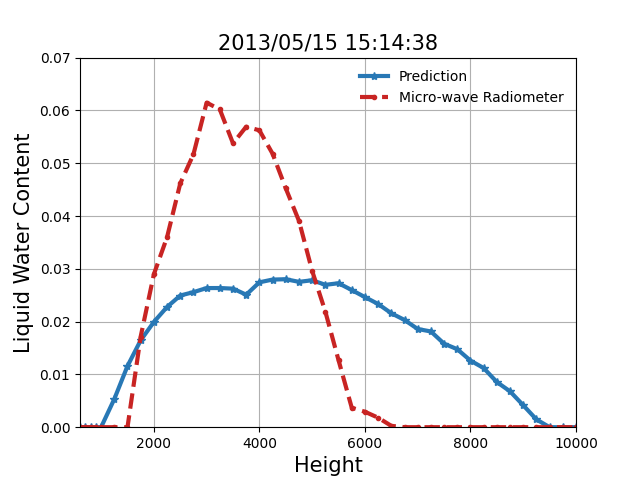 2013/05/15 15:14:38
Prediction
Micro-wave Radiometer
Liquid Water Content
0.07
0.06
0.05
0.04
0.03
0.02
0.01
0.00
2000 4000 6000 8000 10000
Height